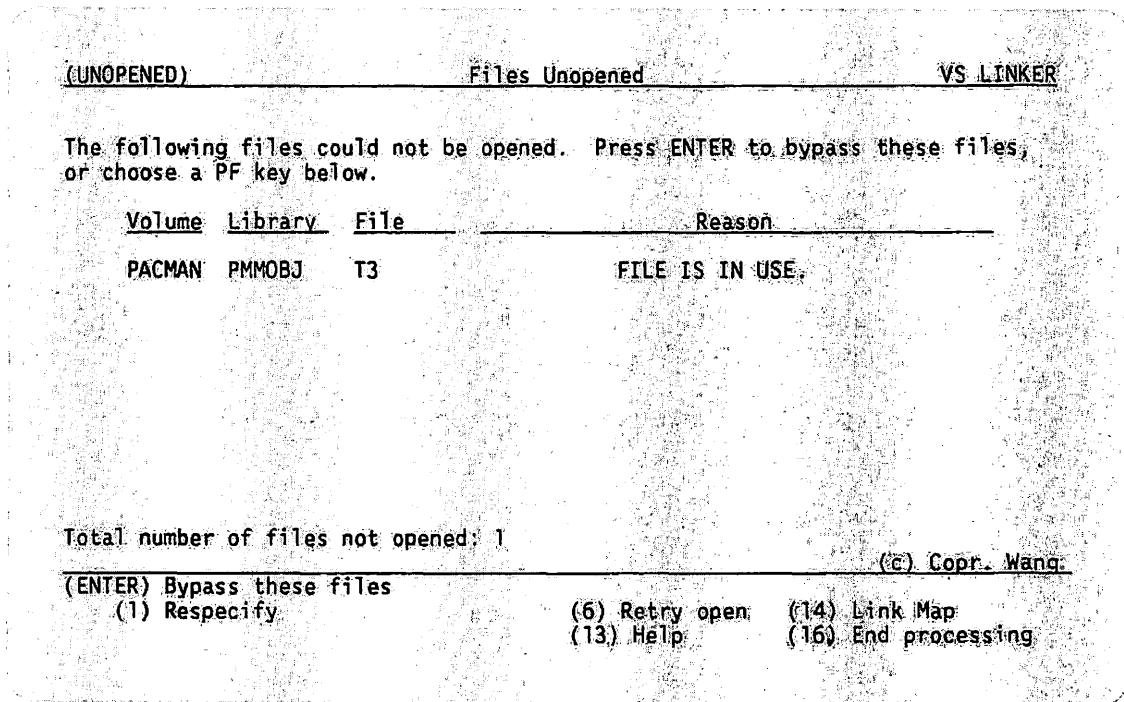 (UNOPENED) Files Unopened VS LINKER
The following files could not be opened. Press ENTER to bypass these files,
or choose a PF key below.
Volume Library File Reason
PACMAN PMMOBJ T3 FILE IS IN USE.
Total number of files not opened: 1
(c) Copr. Wang
(ENTER) Bypass these files
(1) Respecify (6) Retry open (14) Link Map
(13) Help (16) End processing